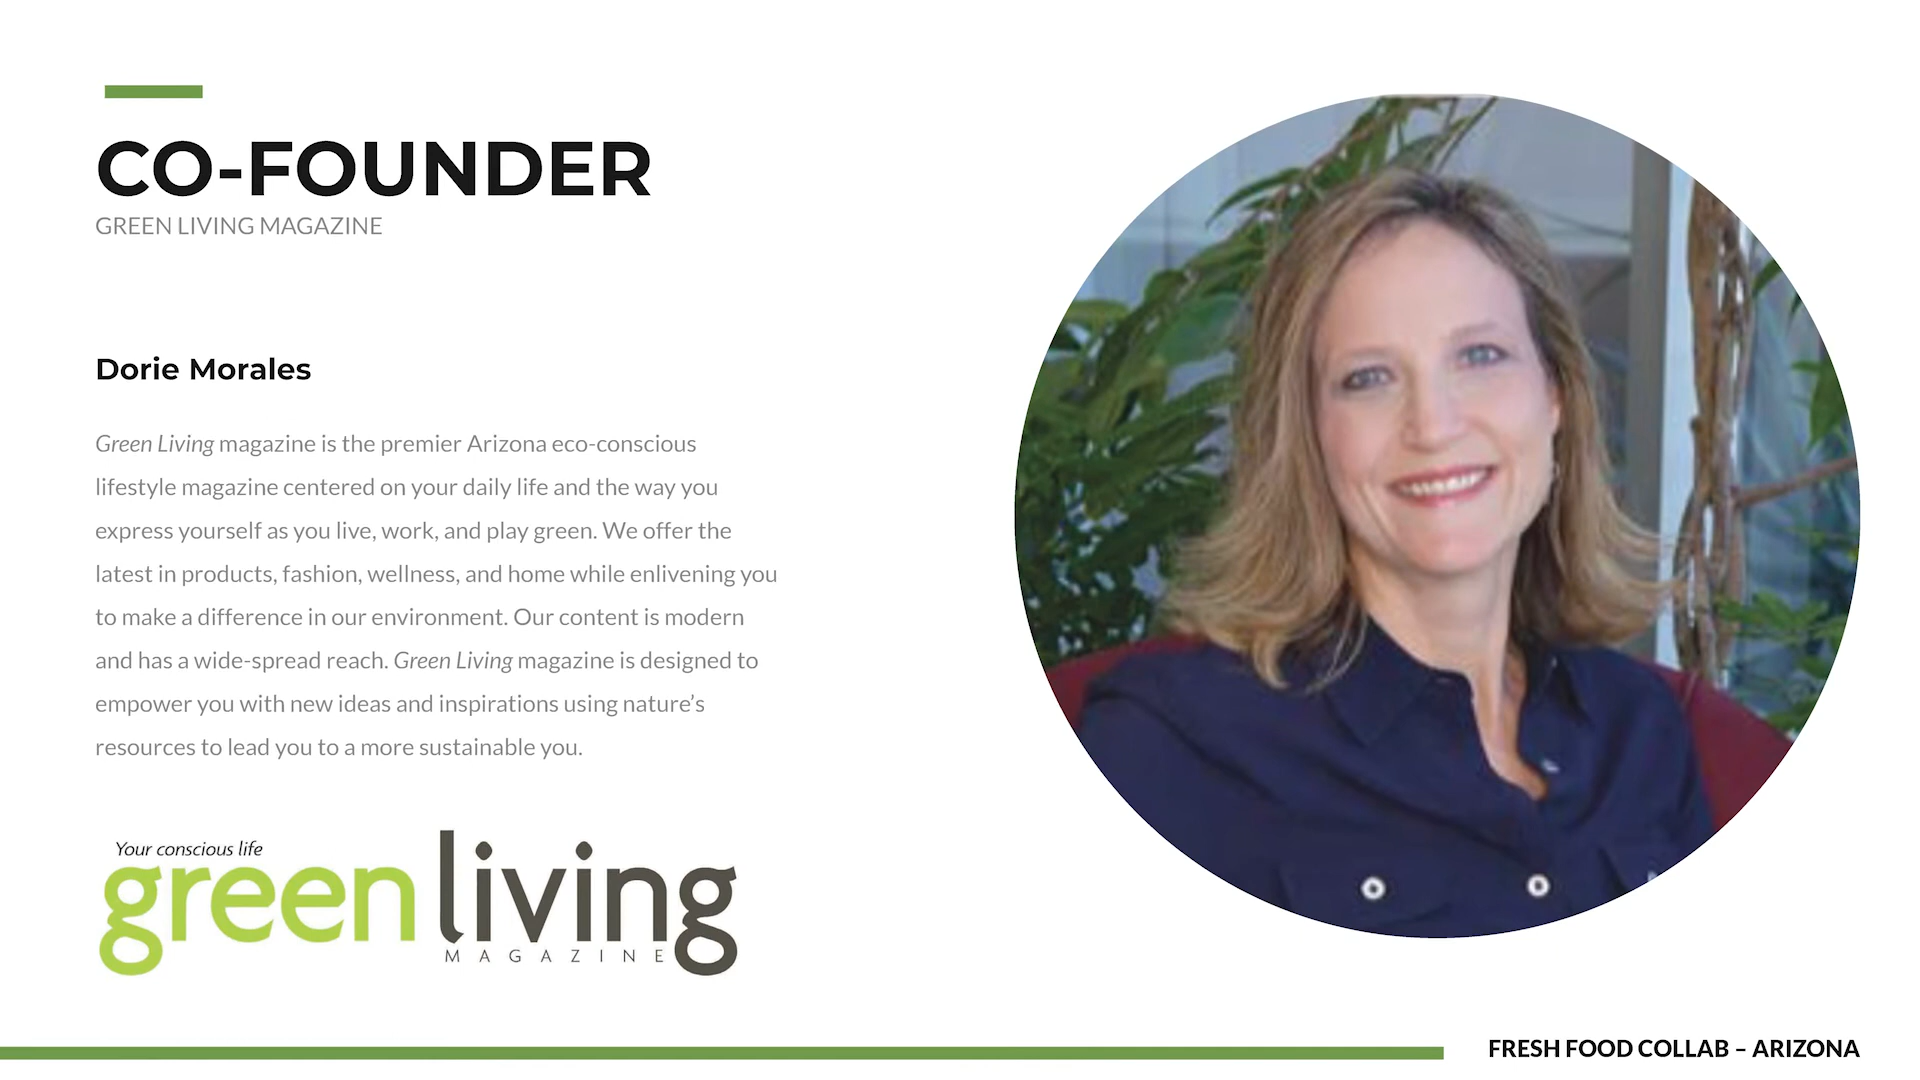 CO-FOUNDER
GREEN LIVING MAGAZINE
Dorie Morales
Green Living magazine is the premier Arizona eco-conscious
lifestyle magazine centered on your daily life and the way you
express yourself as you live, work, and play green. We offer the
latest in products, fashion, wellness, and home while enlivening you
to make a difference in our environment. Our content is modern
and has a wide-spread reach. Green Living magazine is designed to
empower you with new ideas and inspirations using nature’s
resources to lead you to a more sustainable you.
Your conscious life
green living
MAGAZINE
FRESH FOOD COLLAB – ARIZONA